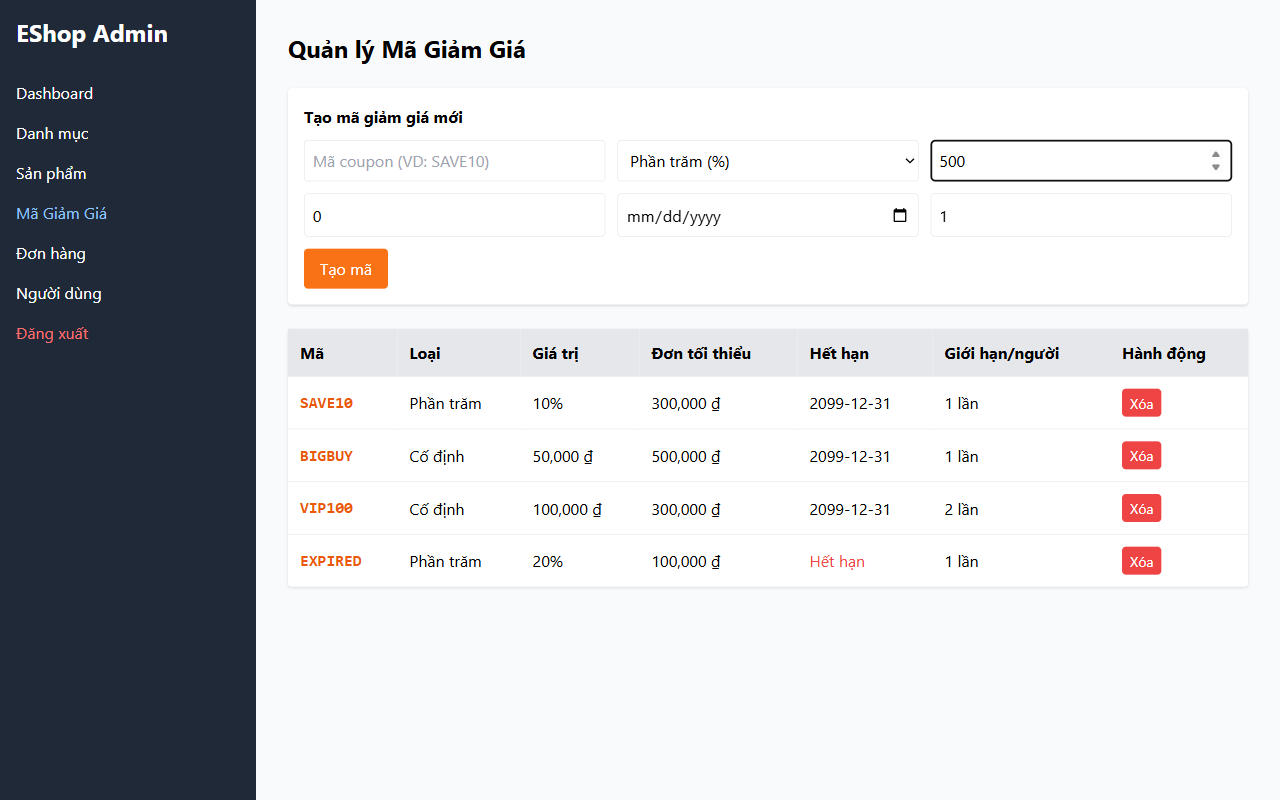 EShop Admin
Dashboard
Danh mục
Sản phẩm
Mã Giảm Giá
Đơn hàng
Người dùng
Đăng xuất
Quản lý Mã Giảm Giá
Tạo mã giảm giá mới
Mã coupon (VD: SAVE10) Phần trăm (%) 500
0 mm/dd/yyyy 1
Tạo mã
Mã Loại Giá trị Đơn tối thiểu Hết hạn Giới hạn/người Hành động
SAVE10 Phần trăm 10% 300,000 ₫ 2099-12-31 1 lần Xóa
BIGBUY Cố định 50,000 ₫ 500,000 ₫ 2099-12-31 1 lần Xóa
VIP100 Cố định 100,000 ₫ 300,000 ₫ 2099-12-31 2 lần Xóa
EXPIRED Phần trăm 20% 100,000 ₫ Hết hạn 1 lần Xóa